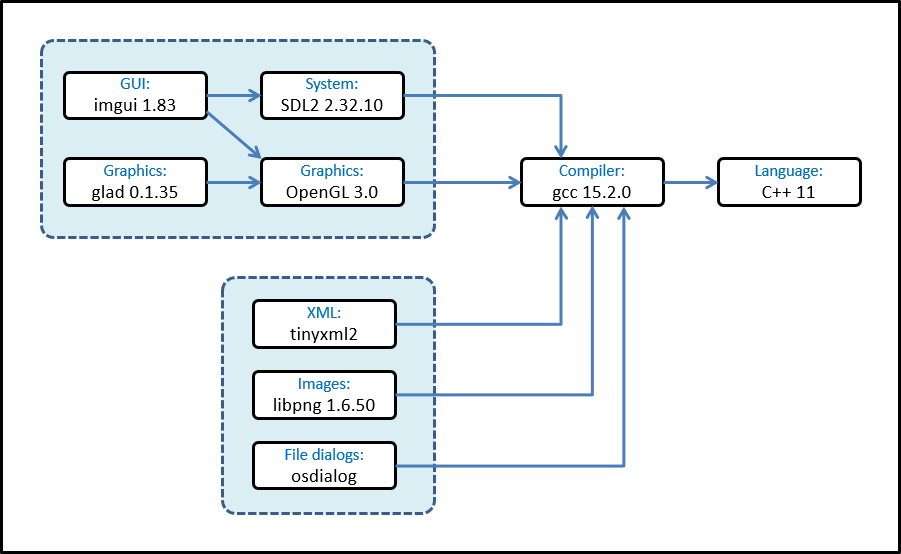 GUI:
imgui 1.83
System:
SDL2 2.32.10
Graphics:
glad 0.1.35
Graphics:
OpenGL 3.0
Compiler:
gcc 15.2.0
Language:
C++ 11
XML:
tinyxml2
Images:
libpng 1.6.50
File dialogs:
osdialog